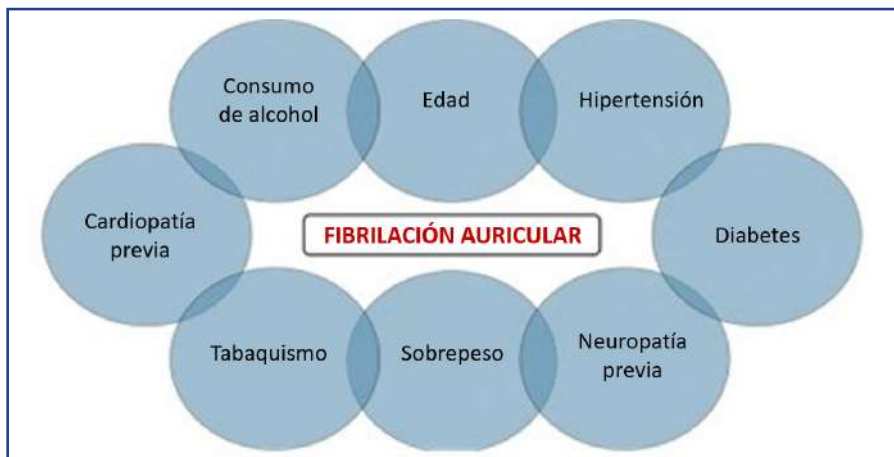 Consumo
de alcohol
Edad
Hipertensión
Cardiopatía
previa
FIBRILACIÓN AURICULAR
Diabetes
Tabaquismo
Sobrepeso
Neuropatía
previa